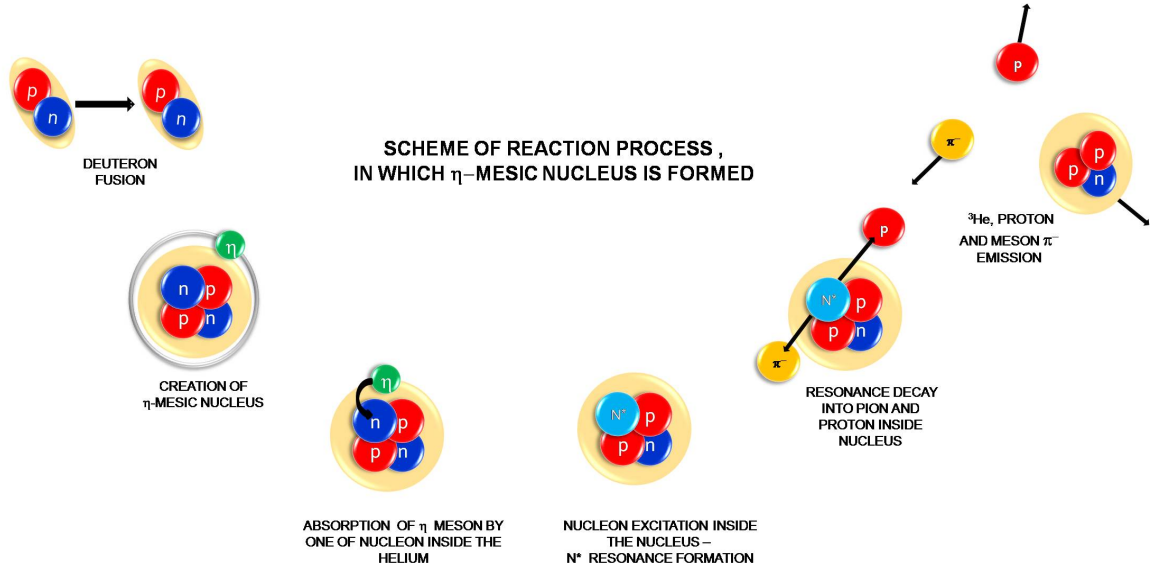 p
n
p
n
DEUTERON
FUSION
SCHEME OF REACTION PROCESS ,
IN WHICH η–MESIC NUCLEUS IS FORMED
η
n
p
p
n
CREATION OF
η-MESIC NUCLEUS
η
n
p
p
n
ABSORPTION OF η MESON BY
ONE OF NUCLEON INSIDE THE
HELIUM
N*
p
p
n
NUCLEON EXCITATION INSIDE
THE NUCLEUS –
N* RESONANCE FORMATION
p
N*
p
p
n
π⁻
RESONANCE DECAY
INTO PION AND
PROTON INSIDE
NUCLEUS
p
π⁻
p
p
n
³He, PROTON
AND MESON π⁻
EMISSION